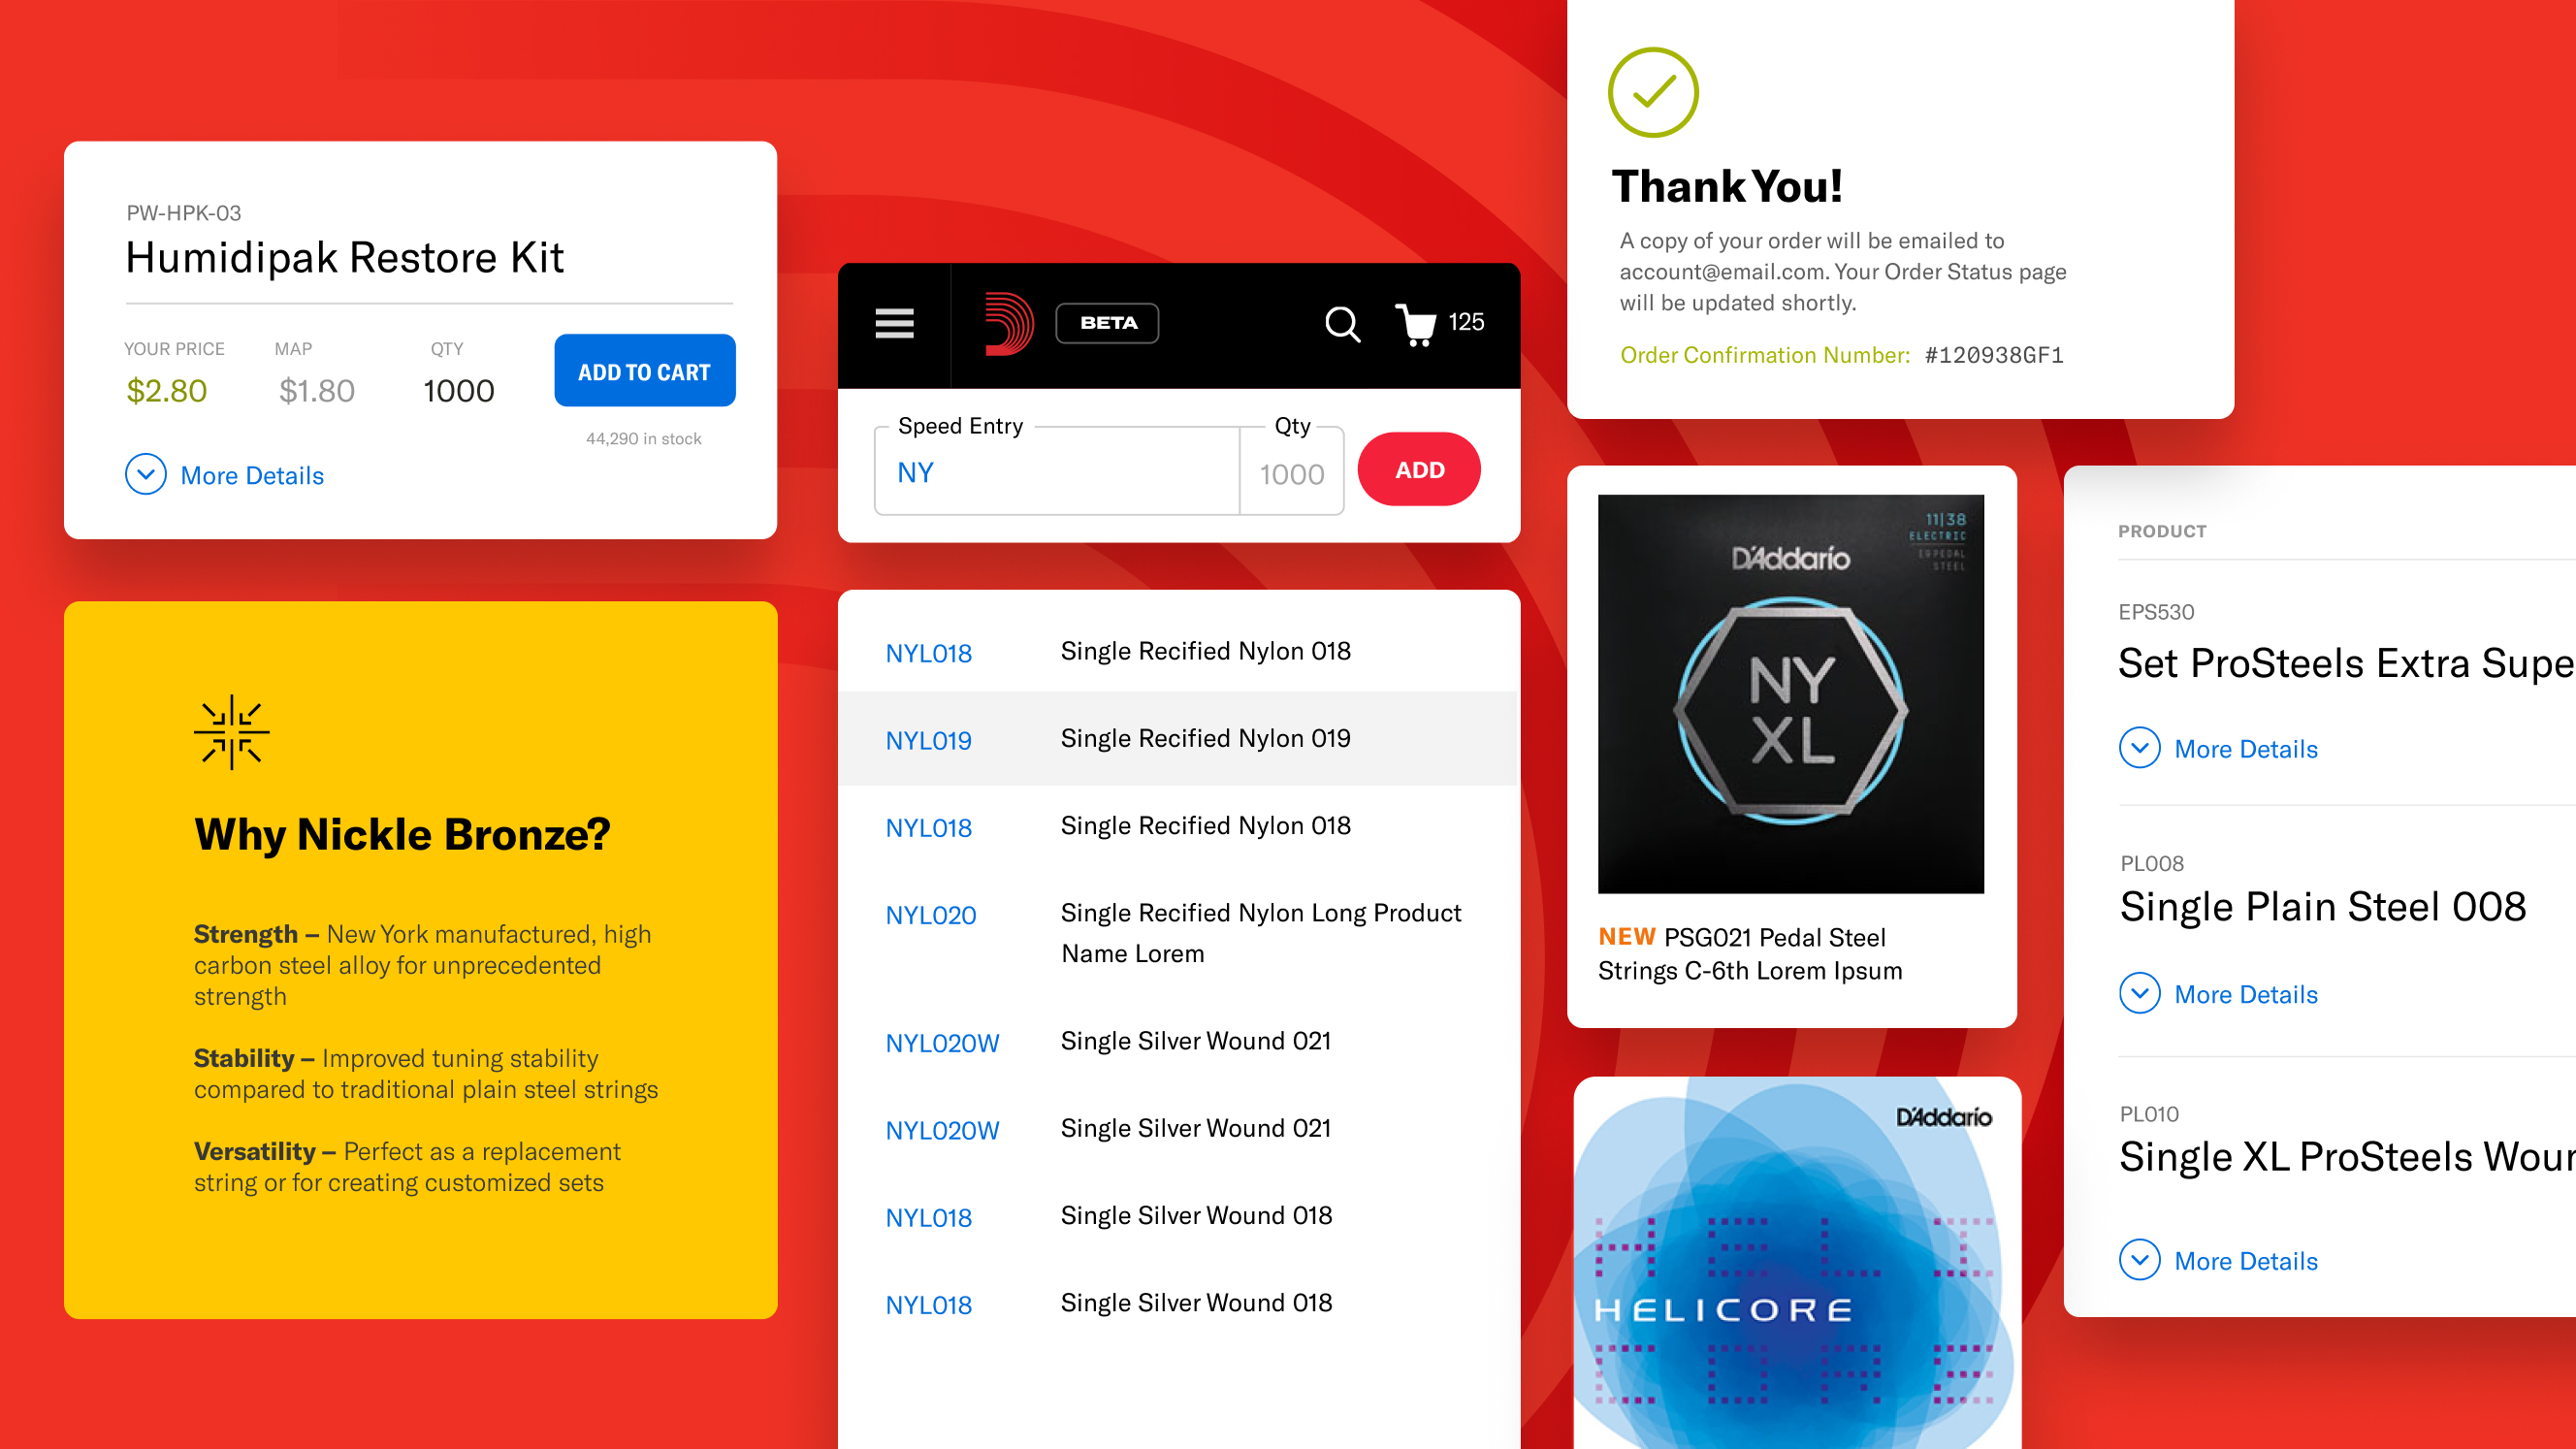 PW-HPK-03
Humidipak Restore Kit
YOUR PRICE MAP QTY
$2.80 $1.80 1000
ADD TO CART
44,290 in stock
More Details
Why Nickle Bronze?
Strength – New York manufactured, high
carbon steel alloy for unprecedented
strength
Stability – Improved tuning stability
compared to traditional plain steel strings
Versatility – Perfect as a replacement
string or for creating customized sets
BETA
125
Speed Entry Qty
NY 1000
ADD
NYL018 Single Recified Nylon 018
NYL019 Single Recified Nylon 019
NYL018 Single Recified Nylon 018
NYL020 Single Recified Nylon Long Product
Name Lorem
NYL020W Single Silver Wound 021
NYL020W Single Silver Wound 021
NYL018 Single Silver Wound 018
NYL018 Single Silver Wound 018
Thank You!
A copy of your order will be emailed to
account@email.com. Your Order Status page
will be updated shortly.
Order Confirmation Number: #120938GF1
11|38
ELECTRIC
E9 PEDAL
STEEL
D'Addario
NY
XL
NEW PSG021 Pedal Steel
Strings C-6th Lorem Ipsum
D'Addario
HELI
HELICORE
CORE
PRODUCT
EPS530
Set ProSteels Extra Supe
More Details
PL008
Single Plain Steel 008
More Details
PL010
Single XL ProSteels Woun
More Details